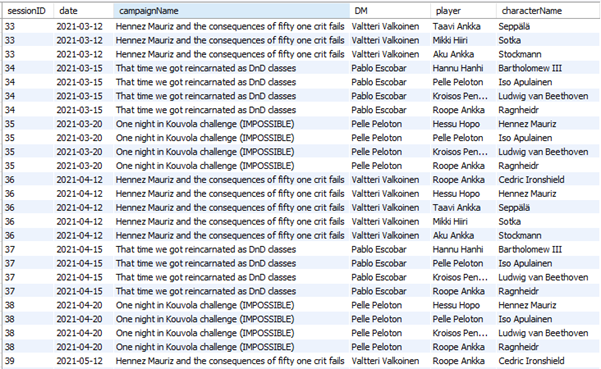 sessionID date campaignName DM player characterName
33 2021-03-12 Hennez Mauriz and the consequences of fifty one crit fails Valtteri Valkoinen Taavi Ankka Seppälä
33 2021-03-12 Hennez Mauriz and the consequences of fifty one crit fails Valtteri Valkoinen Mikki Hiiri Sotka
33 2021-03-12 Hennez Mauriz and the consequences of fifty one crit fails Valtteri Valkoinen Aku Ankka Stockmann
34 2021-03-15 That time we got reincarnated as DnD classes Pablo Escobar Hannu Hanhi Bartholomew III
34 2021-03-15 That time we got reincarnated as DnD classes Pablo Escobar Pelle Peloton Iso Apulainen
34 2021-03-15 That time we got reincarnated as DnD classes Pablo Escobar Kroisos Pen... Ludwig van Beethoven
34 2021-03-15 That time we got reincarnated as DnD classes Pablo Escobar Roope Ankka Ragnheidr
35 2021-03-20 One night in Kouvola challenge (IMPOSSIBLE) Pelle Peloton Hessu Hopo Hennez Mauriz
35 2021-03-20 One night in Kouvola challenge (IMPOSSIBLE) Pelle Peloton Pelle Peloton Iso Apulainen
35 2021-03-20 One night in Kouvola challenge (IMPOSSIBLE) Pelle Peloton Kroisos Pen... Ludwig van Beethoven
35 2021-03-20 One night in Kouvola challenge (IMPOSSIBLE) Pelle Peloton Roope Ankka Ragnheidr
36 2021-04-12 Hennez Mauriz and the consequences of fifty one crit fails Valtteri Valkoinen Roope Ankka Cedric Ironshield
36 2021-04-12 Hennez Mauriz and the consequences of fifty one crit fails Valtteri Valkoinen Hessu Hopo Hennez Mauriz
36 2021-04-12 Hennez Mauriz and the consequences of fifty one crit fails Valtteri Valkoinen Taavi Ankka Seppälä
36 2021-04-12 Hennez Mauriz and the consequences of fifty one crit fails Valtteri Valkoinen Mikki Hiiri Sotka
36 2021-04-12 Hennez Mauriz and the consequences of fifty one crit fails Valtteri Valkoinen Aku Ankka Stockmann
37 2021-04-15 That time we got reincarnated as DnD classes Pablo Escobar Hannu Hanhi Bartholomew III
37 2021-04-15 That time we got reincarnated as DnD classes Pablo Escobar Pelle Peloton Iso Apulainen
37 2021-04-15 That time we got reincarnated as DnD classes Pablo Escobar Kroisos Pen... Ludwig van Beethoven
37 2021-04-15 That time we got reincarnated as DnD classes Pablo Escobar Roope Ankka Ragnheidr
38 2021-04-20 One night in Kouvola challenge (IMPOSSIBLE) Pelle Peloton Hessu Hopo Hennez Mauriz
38 2021-04-20 One night in Kouvola challenge (IMPOSSIBLE) Pelle Peloton Pelle Peloton Iso Apulainen
38 2021-04-20 One night in Kouvola challenge (IMPOSSIBLE) Pelle Peloton Kroisos Pen... Ludwig van Beethoven
38 2021-04-20 One night in Kouvola challenge (IMPOSSIBLE) Pelle Peloton Roope Ankka Ragnheidr
39 2021-05-12 Hennez Mauriz and the consequences of fifty one crit fails Valtteri Valkoinen Roope Ankka Cedric Ironshield